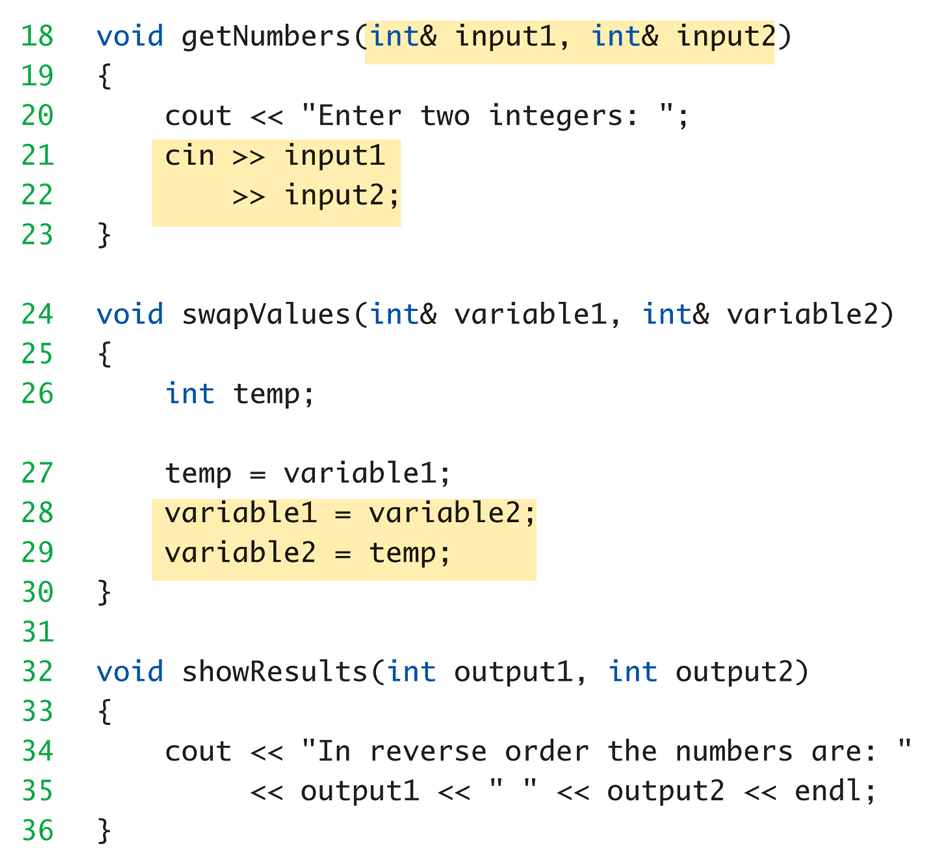 18 void getNumbers(int& input1, int& input2)
19 {
20     cout << "Enter two integers: ";
21     cin >> input1
22         >> input2;
23 }
24 void swapValues(int& variable1, int& variable2)
25 {
26     int temp;
27     temp = variable1;
28     variable1 = variable2;
29     variable2 = temp;
30 }
31
32 void showResults(int output1, int output2)
33 {
34     cout << "In reverse order the numbers are: "
35          << output1 << " " << output2 << endl;
36 }